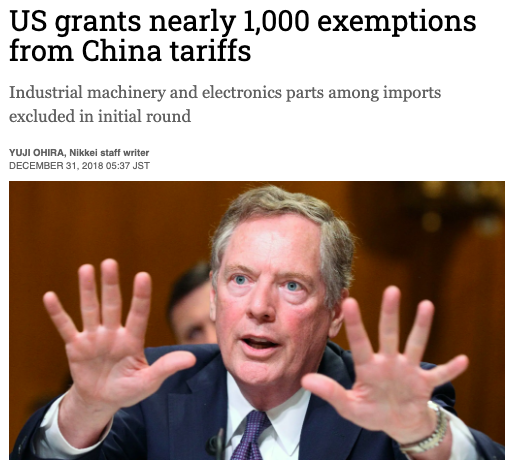 US grants nearly 1,000 exemptions
from China tariffs
Industrial machinery and electronics parts among imports
excluded in initial round
YUJI OHIRA, Nikkei staff writer
DECEMBER 31, 2018 05:37 JST